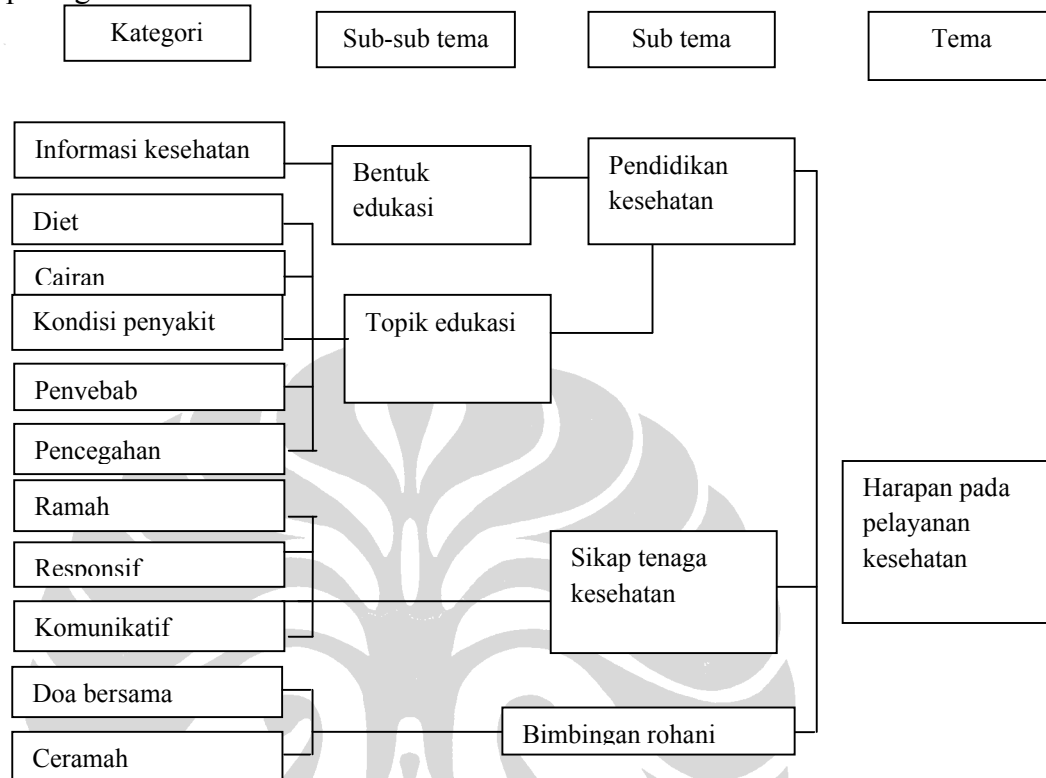 Kategori
Sub-sub tema
Sub tema
Tema
Informasi kesehatan
Bentuk
edukasi
Pendidikan
kesehatan
Diet
Cairan
Kondisi penyakit
Topik edukasi
Penyebab
Pencegahan
Ramah
Responsif
Komunikatif
Sikap tenaga
kesehatan
Harapan pada
pelayanan
kesehatan
Doa bersama
Ceramah
Bimbingan rohani